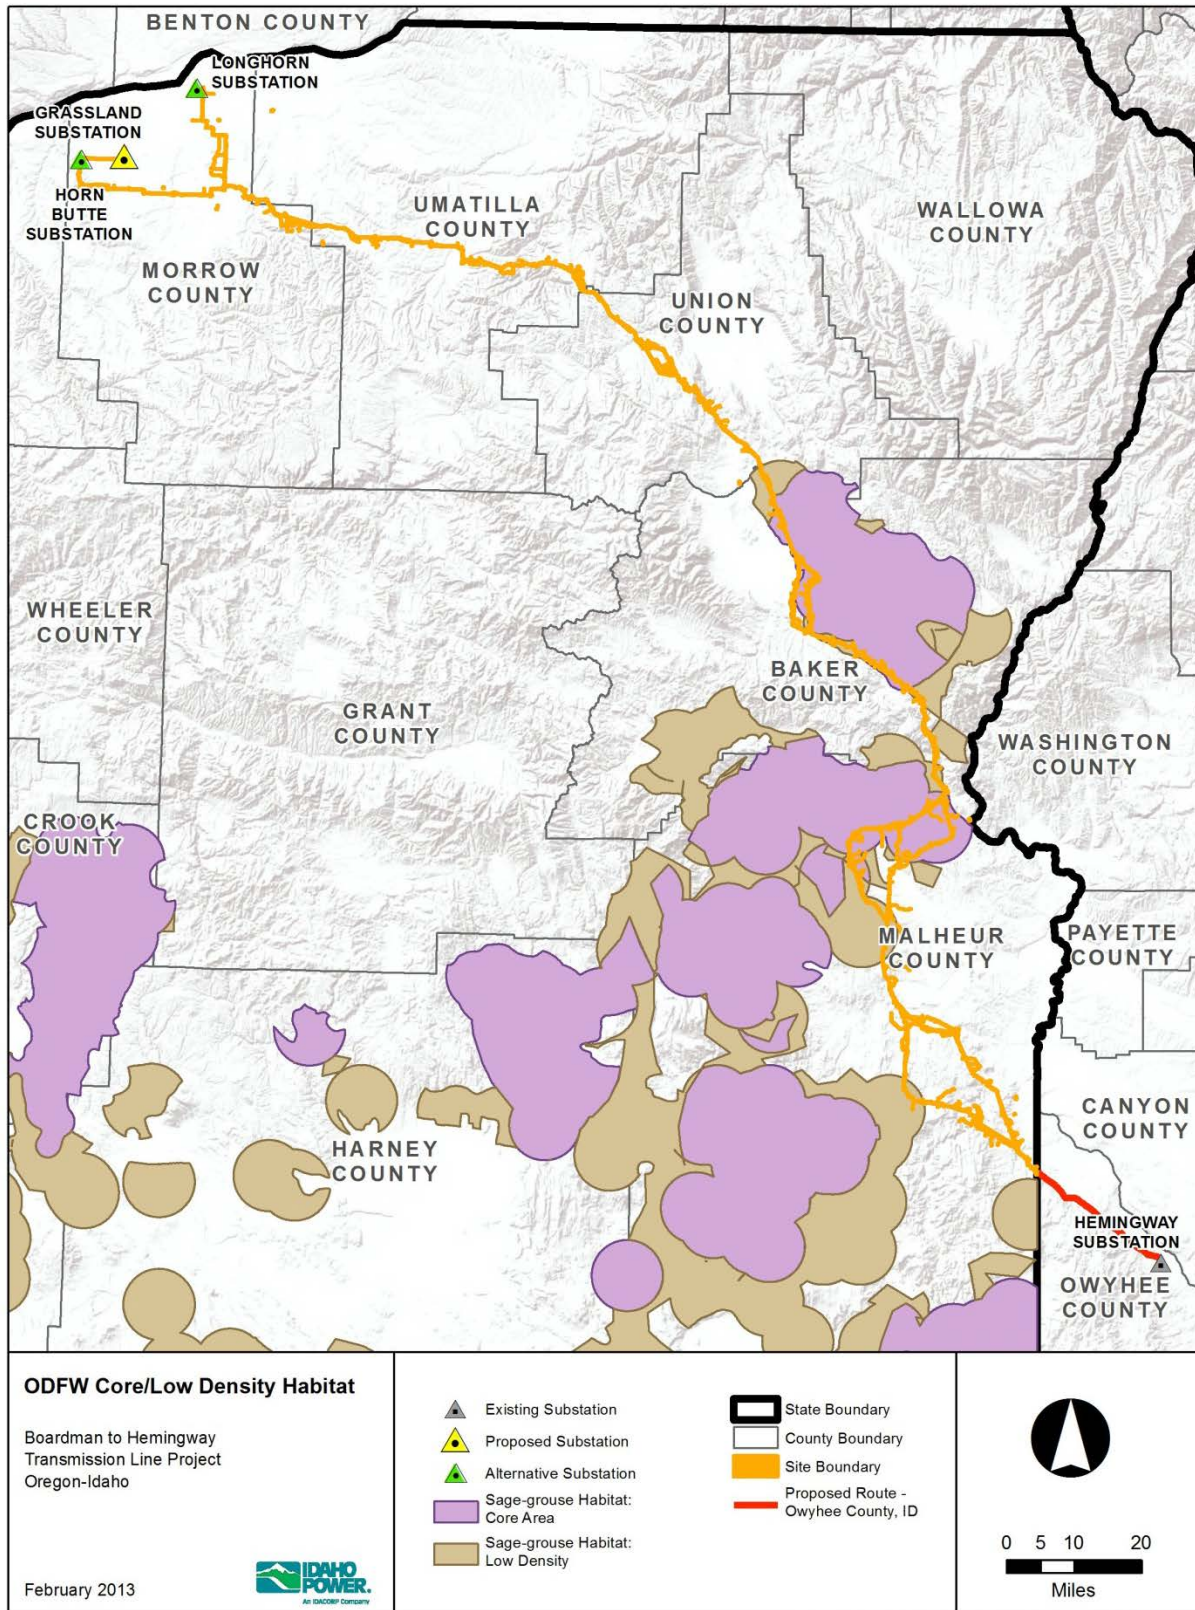 BENTON COUNTY
LONGHORN
SUBSTATION
GRASSLAND
SUBSTATION
HORN
BUTTE
SUBSTATION
UMATILLA
COUNTY
WALLOWA
COUNTY
MORROW
COUNTY
UNION
COUNTY
WHEELER
COUNTY
BAKER
COUNTY
GRANT
COUNTY
WASHINGTON
COUNTY
CROOK
COUNTY
MALHEUR
COUNTY
PAYETTE
COUNTY
CANYON
COUNTY
HARNEY
COUNTY
HEMINGWAY
SUBSTATION
OWYHEE
COUNTY
ODFW Core/Low Density Habitat
Boardman to Hemingway
Transmission Line Project
Oregon-Idaho
February 2013
IDAHO
POWER.
An IDACORP Company
Existing Substation
Proposed Substation
Alternative Substation
Sage-grouse Habitat:
Core Area
Sage-grouse Habitat:
Low Density
State Boundary
County Boundary
Site Boundary
Proposed Route -
Owyhee County, ID
0 5 10 20
Miles